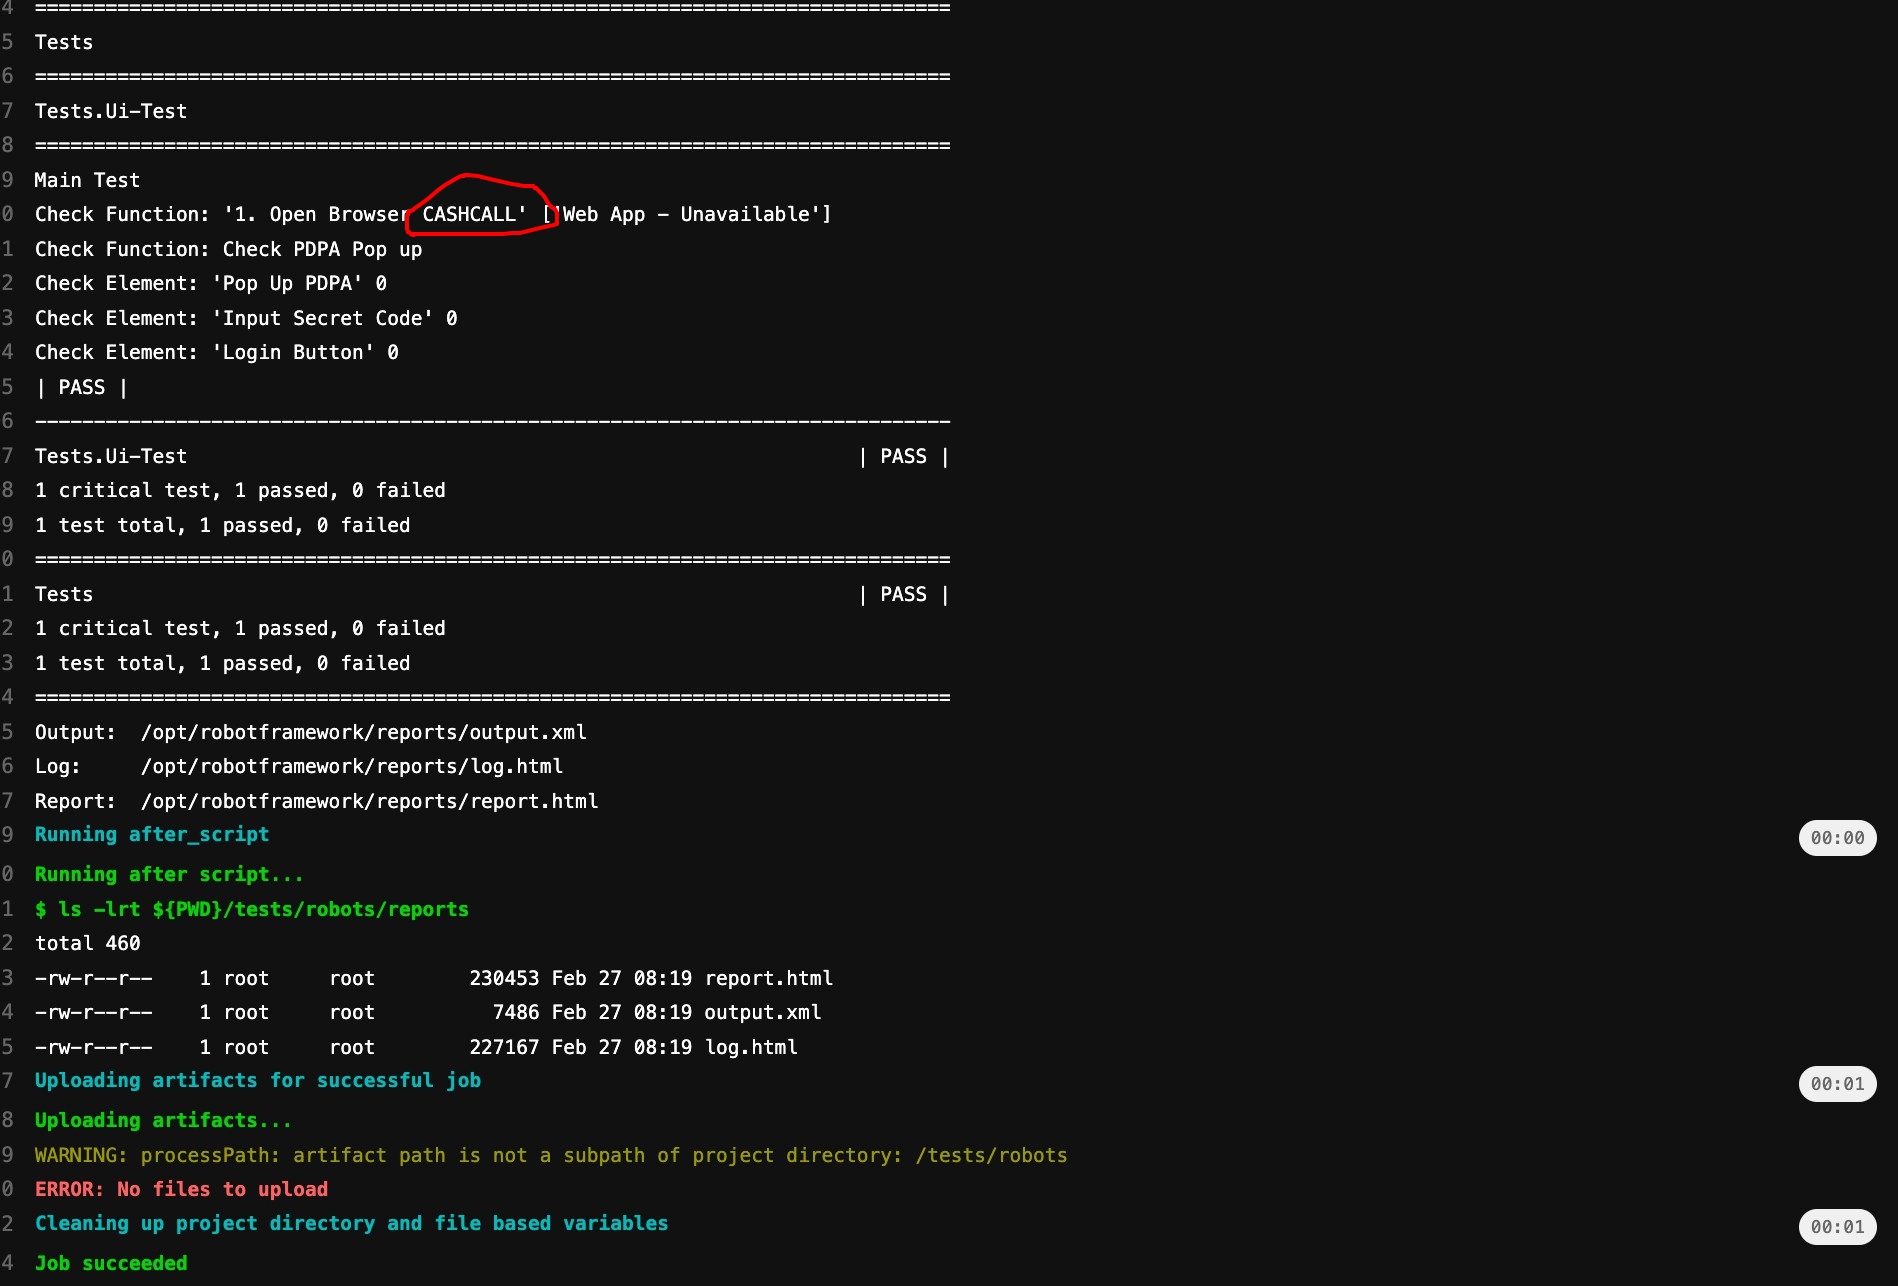 4 ==============================================================================
5 Tests
6 ==============================================================================
7 Tests.Ui-Test
8 ==============================================================================
9 Main Test
0 Check Function: '1. Open Browser CASHCALL' ['Web App - Unavailable']
1 Check Function: Check PDPA Pop up
2 Check Element: 'Pop Up PDPA' 0
3 Check Element: 'Input Secret Code' 0
4 Check Element: 'Login Button' 0
5 | PASS |
6 ------------------------------------------------------------------------------
7 Tests.Ui-Test | PASS |
8 1 critical test, 1 passed, 0 failed
9 1 test total, 1 passed, 0 failed
0 ==============================================================================
1 Tests | PASS |
2 1 critical test, 1 passed, 0 failed
3 1 test total, 1 passed, 0 failed
4 ==============================================================================
5 Output:  /opt/robotframework/reports/output.xml
6 Log:     /opt/robotframework/reports/log.html
7 Report:  /opt/robotframework/reports/report.html
9 Running after_script 00:00
0 Running after script...
1 $ ls -lrt ${PWD}/tests/robots/reports
2 total 460
3 -rw-r--r--    1 root     root        230453 Feb 27 08:19 report.html
4 -rw-r--r--    1 root     root          7486 Feb 27 08:19 output.xml
5 -rw-r--r--    1 root     root        227167 Feb 27 08:19 log.html
7 Uploading artifacts for successful job 00:01
8 Uploading artifacts...
9 WARNING: processPath: artifact path is not a subpath of project directory: /tests/robots
0 ERROR: No files to upload
2 Cleaning up project directory and file based variables 00:01
4 Job succeeded